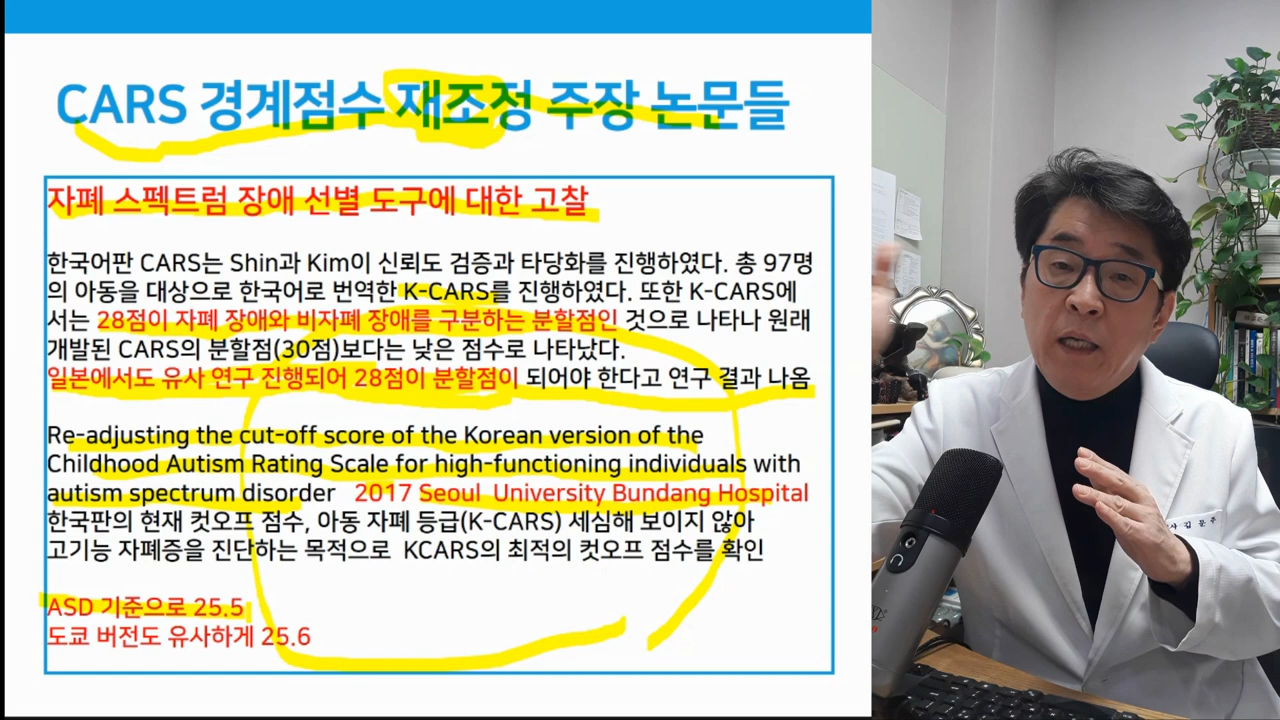 CARS 경계점수 재조정 주장 논문들
자폐 스펙트럼 장애 선별 도구에 대한 고찰
한국어판 CARS는 Shin과 Kim이 신뢰도 검증과 타당화를 진행하였다. 총 97명
의 아동을 대상으로 한국어로 번역한 K-CARS를 진행하였다. 또한 K-CARS에
서는 28점이 자폐 장애와 비자폐 장애를 구분하는 분할점인 것으로 나타나 원래
개발된 CARS의 분할점(30점)보다는 낮은 점수로 나타났다.
일본에서도 유사 연구 진행되어 28점이 분할점이 되어야 한다고 연구 결과 나옴
Re-adjusting the cut-off score of the Korean version of the
Childhood Autism Rating Scale for high-functioning individuals with
autism spectrum disorder 2017 Seoul University Bundang Hospital
한국판의 현재 컷오프 점수, 아동 자폐 등급(K-CARS) 세심해 보이지 않아
고기능 자폐증을 진단하는 목적으로 KCARS의 최적의 컷오프 점수를 확인
ASD 기준으로 25.5
도쿄 버전도 유사하게 25.6